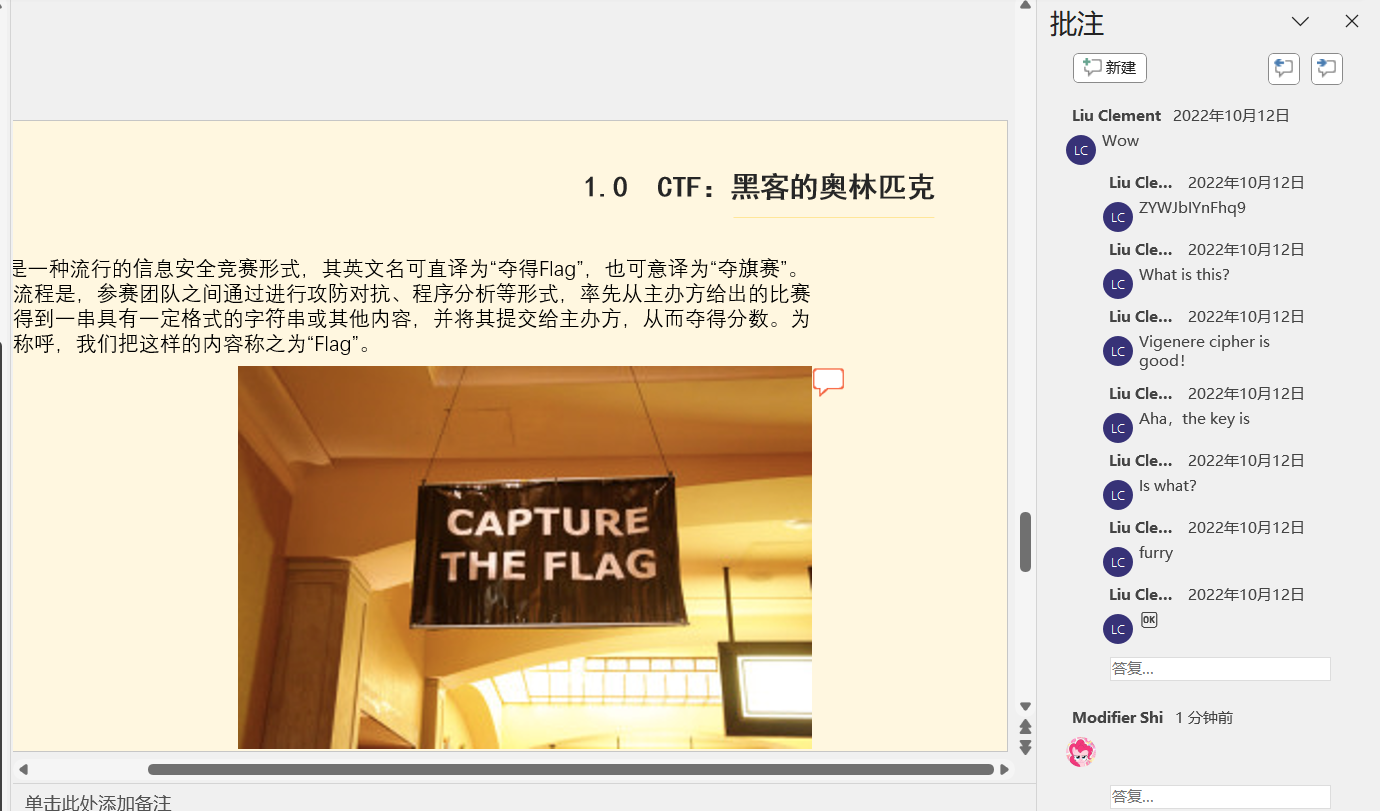 1.0 CTF：黑客的奥林匹克
是一种流行的信息安全竞赛形式，其英文名可直译为“夺得Flag”，也可意译为“夺旗赛”。
流程是，参赛团队之间通过进行攻防对抗、程序分析等形式，率先从主办方给出的比赛
得到一串具有一定格式的字符串或其他内容，并将其提交给主办方，从而夺得分数。为
称呼，我们把这样的内容称之为“Flag”。
CAPTURE
THE FLAG
单击此处添加备注
批注
新建
Liu Clement 2022年10月12日
LC Wow
Liu Cle... 2022年10月12日
LC ZYWJbIYnFhq9
Liu Cle... 2022年10月12日
LC What is this?
Liu Cle... 2022年10月12日
LC Vigenere cipher is
good！
Liu Cle... 2022年10月12日
LC Aha，the key is
Liu Cle... 2022年10月12日
LC Is what?
Liu Cle... 2022年10月12日
LC furry
Liu Cle... 2022年10月12日
LC 🆗
答复...
Modifier Shi 1 分钟前
答复...